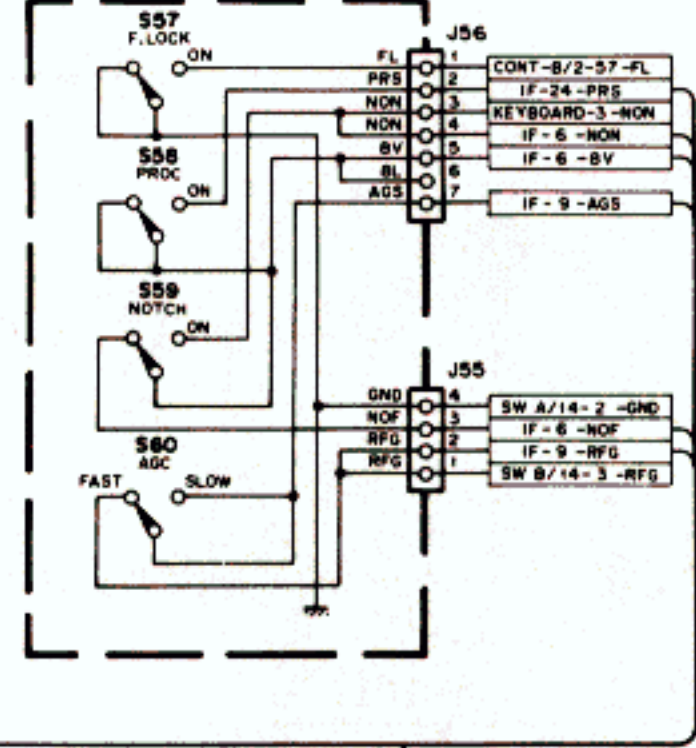 S57
F. LOCK
ON
S58
PROC
ON
S59
NOTCH
ON
S60
AGC
FAST
SLOW
J56
FL 1 CONT-8/2-57-FL
PRS 2 IF-24-PRS
NON 3 KEYBOARD-3-NON
NON 4 IF-6-NON
8V 5 IF-6-8V
8L 6
AGS 7 IF-9-AGS
J55
GND 4 SW A/14-2-GND
NOF 3 IF-6-NOF
RFG 2 IF-9-RFG
RFG 1 SW B/14-3-RFG